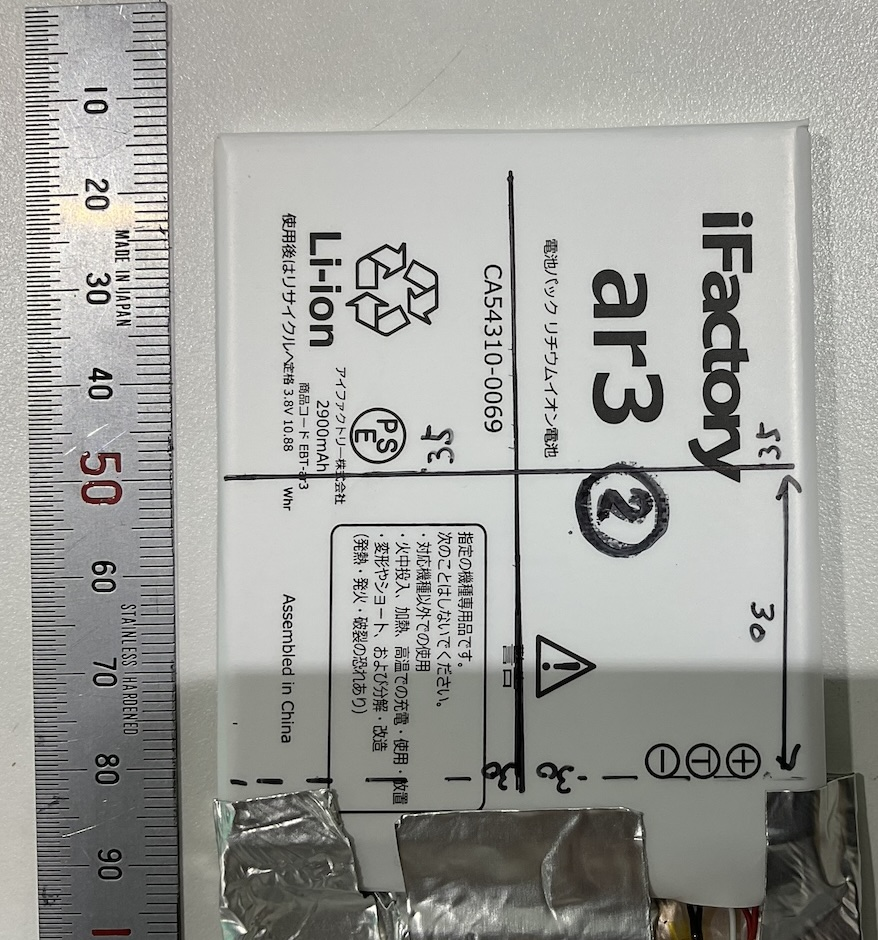 10
20
30
40
50
60
70
80
90
MADE IN JAPAN
STAINLESS HARDENED
iFactory
ar3
電池パック リチウムイオン電池
CA54310-0069
Li-ion
使用後はリサイクルへ
アイファクトリー株式会社
2900mAh
商品コード EBT-ar3
定格 3.8V 10.88 Whr
PS
E
35
35
2
30
警告
指定の機種専用品です。
次のことはしないでください。
・対応機種以外での使用
・火中投入、加熱、高温での充電・使用・放置
・変形やショート、および分解・改造
(発熱・発火・破裂の恐れあり)
Assembled in China
⊕ Ⓣ ⊖
30
30